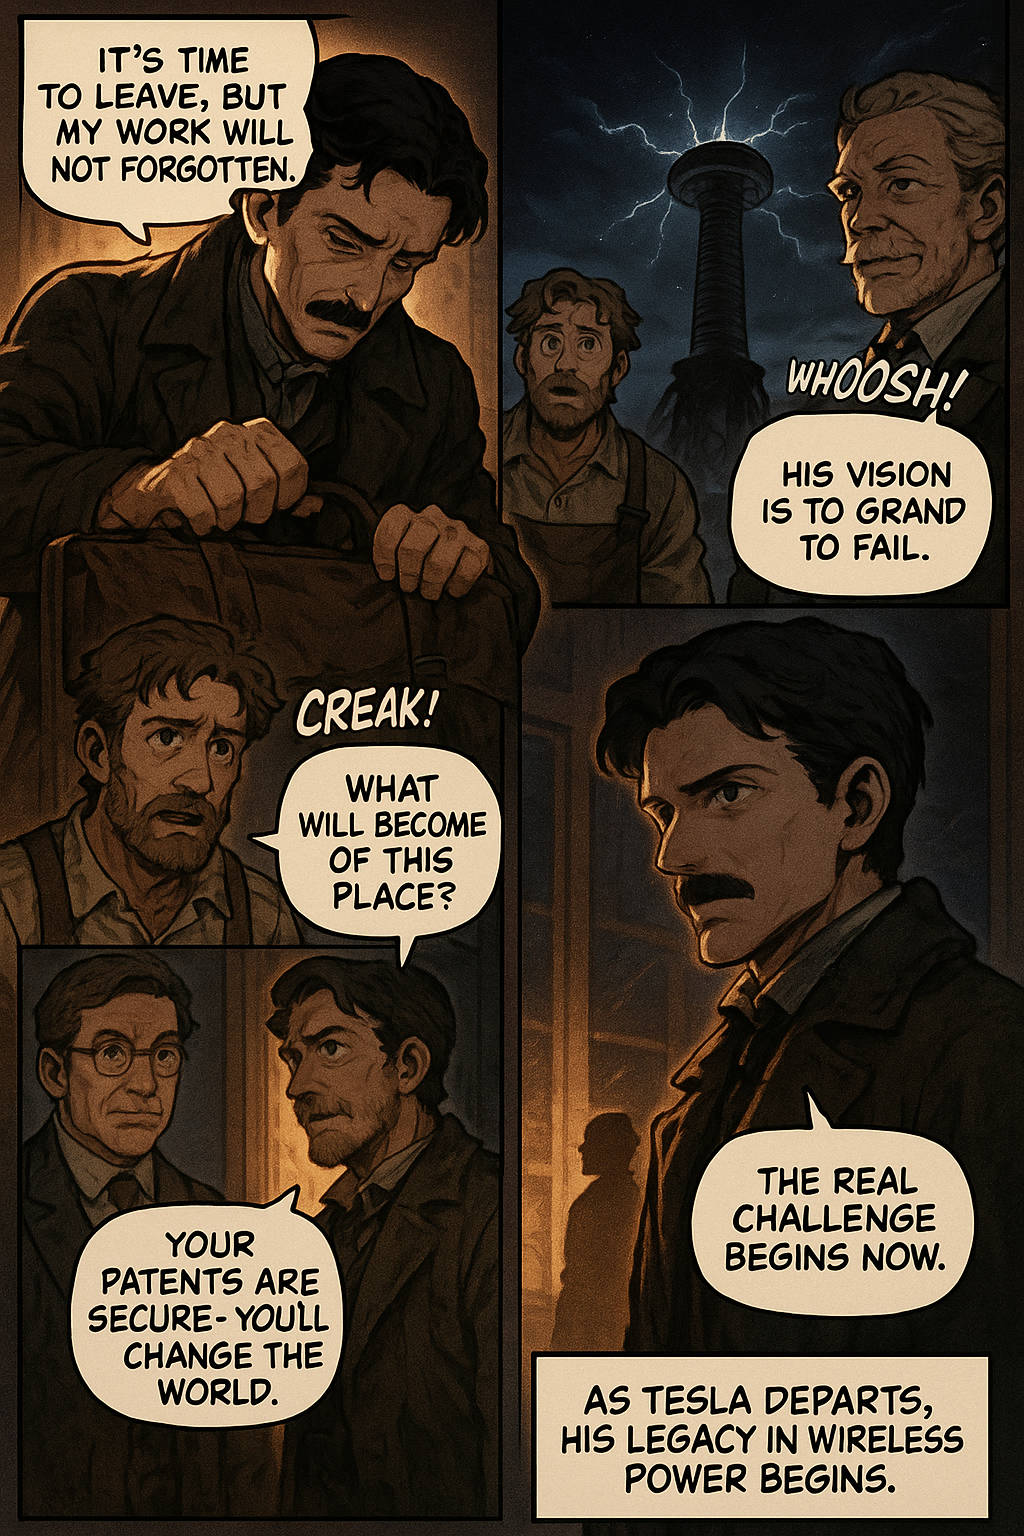 IT'S TIME
TO LEAVE, BUT
MY WORK WILL
NOT FORGOTTEN.
WHOOSH!
HIS VISION
IS TO GRAND
TO FAIL.
CREAK!
WHAT
WILL BECOME
OF THIS
PLACE?
YOUR
PATENTS ARE
SECURE- YOU'LL
CHANGE THE
WORLD.
THE REAL
CHALLENGE
BEGINS NOW.
AS TESLA DEPARTS,
HIS LEGACY IN WIRELESS
POWER BEGINS.